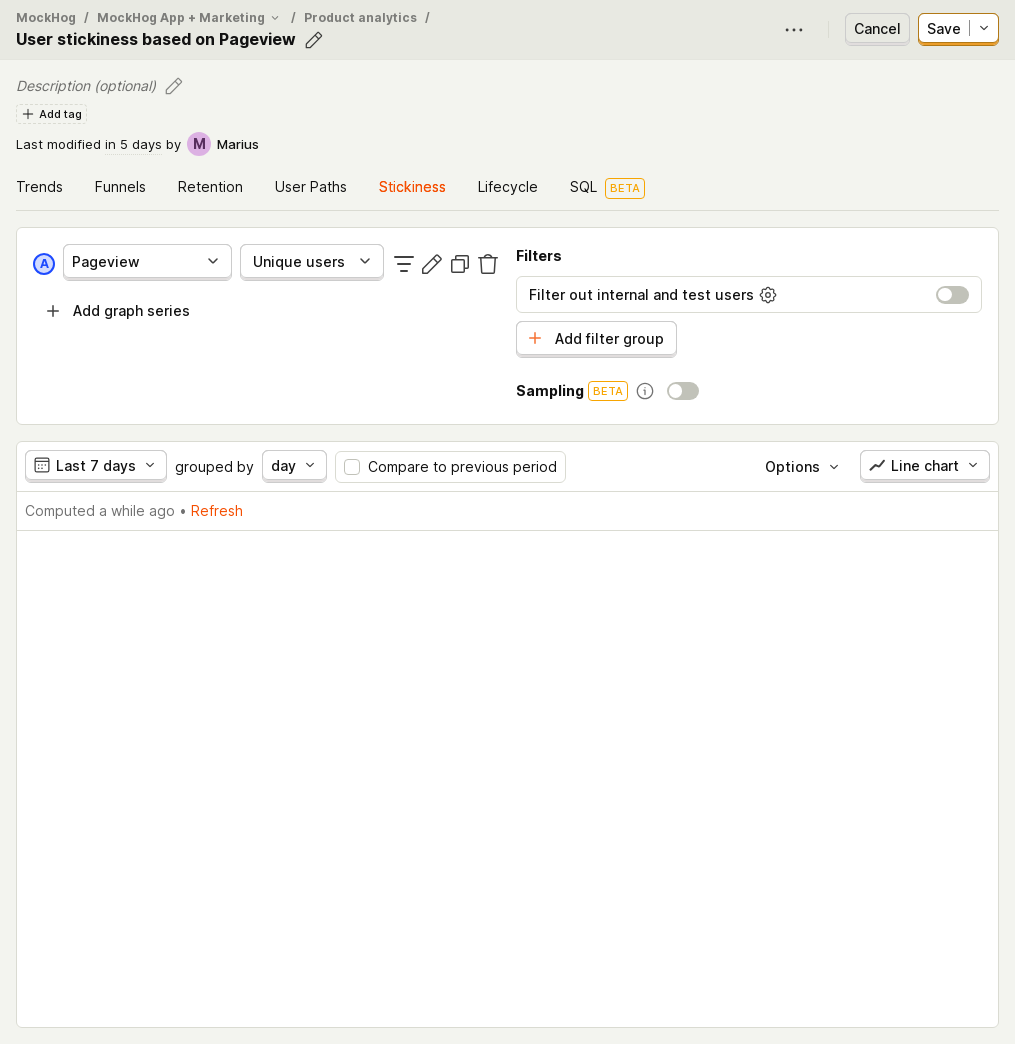 MockHog / MockHog App + Marketing / Product analytics /
User stickiness based on Pageview
Cancel
Save
Description (optional)
Add tag
Last modified in 5 days by M Marius
Trends Funnels Retention User Paths Stickiness Lifecycle SQL BETA
A Pageview Unique users
Add graph series
Filters
Filter out internal and test users
Add filter group
Sampling BETA
Last 7 days grouped by day Compare to previous period Options Line chart
Computed a while ago • Refresh